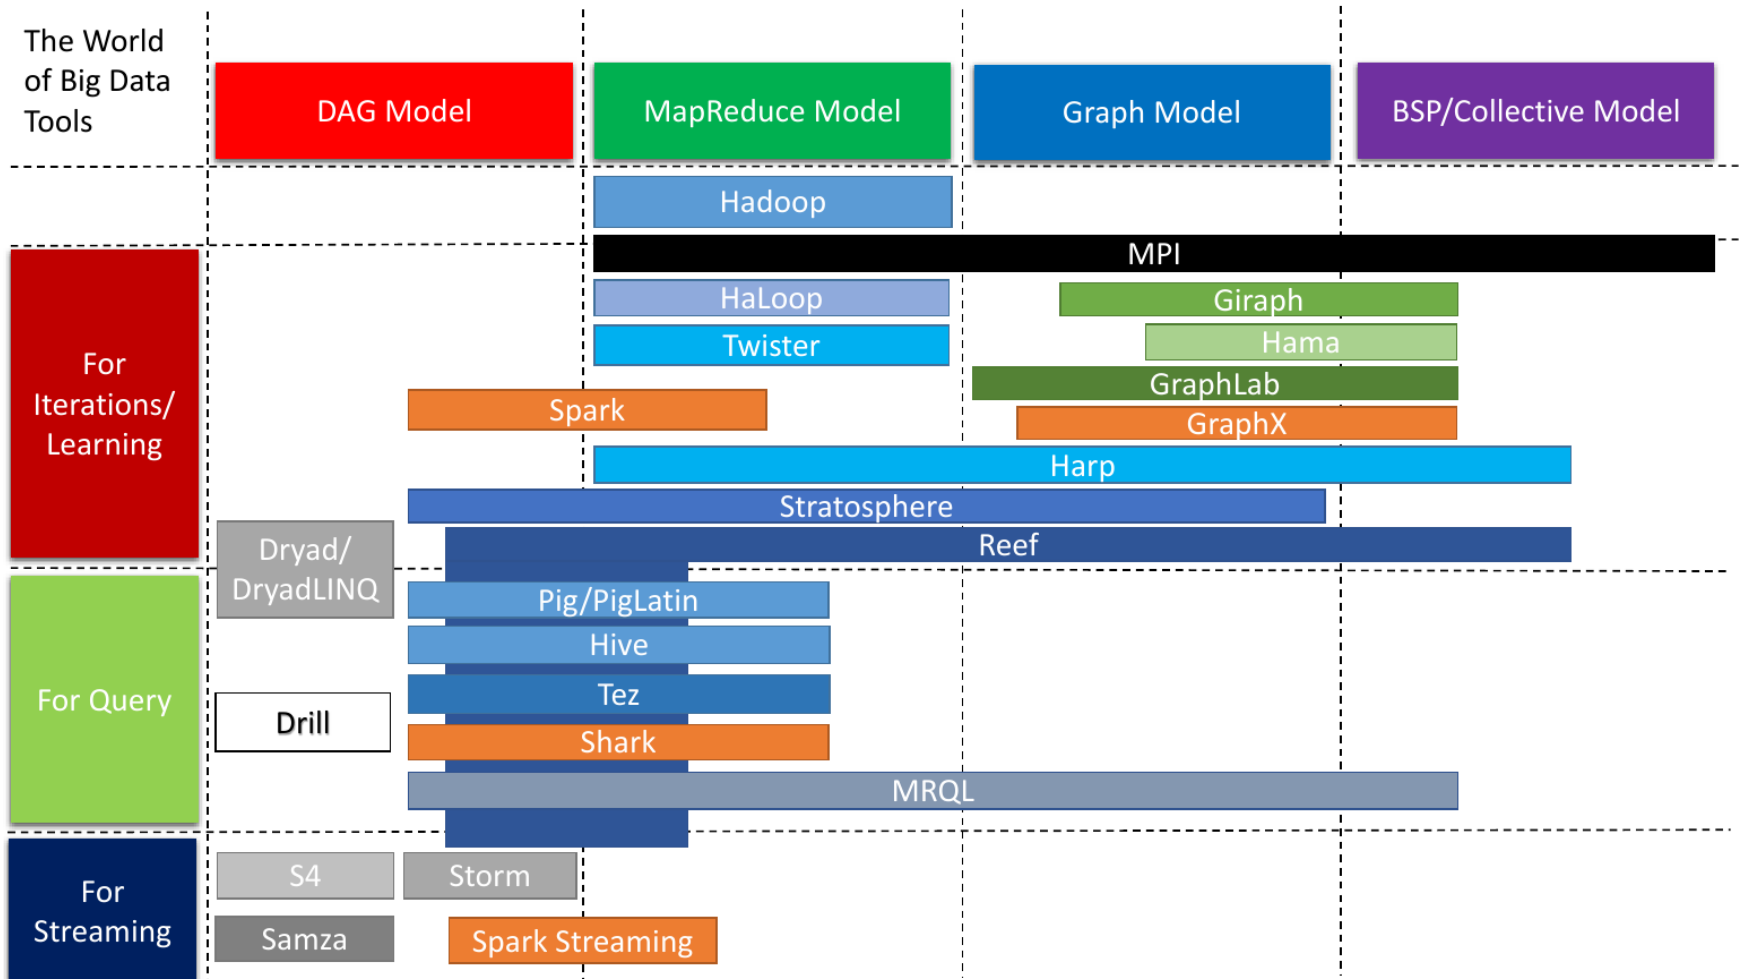 The World
of Big Data
Tools
DAG Model
MapReduce Model
Graph Model
BSP/Collective Model
Hadoop
MPI
For
Iterations/
Learning
HaLoop
Giraph
Twister
Hama
GraphLab
Spark
GraphX
Harp
Stratosphere
Reef
Dryad/
DryadLINQ
For Query
Pig/PigLatin
Hive
Tez
Drill
Shark
MRQL
For
Streaming
S4
Storm
Samza
Spark Streaming